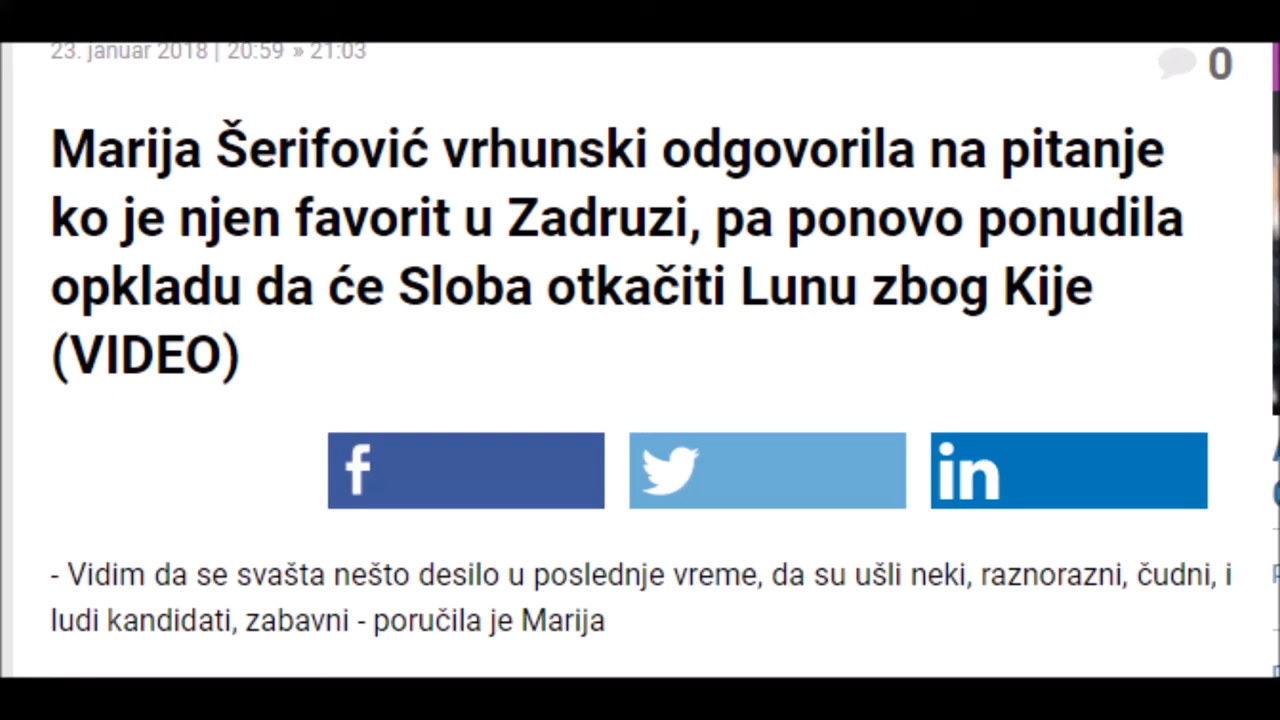 23. januar 2018 | 20:59 » 21:03
0
Marija Šerifović vrhunski odgovorila na pitanje
ko je njen favorit u Zadruzi, pa ponovo ponudila
opkladu da će Sloba otkačiti Lunu zbog Kije
(VIDEO)
f
in
- Vidim da se svašta nešto desilo u poslednje vreme, da su ušli neki, raznorazni, čudni, i
ludi kandidati, zabavni - poručila je Marija